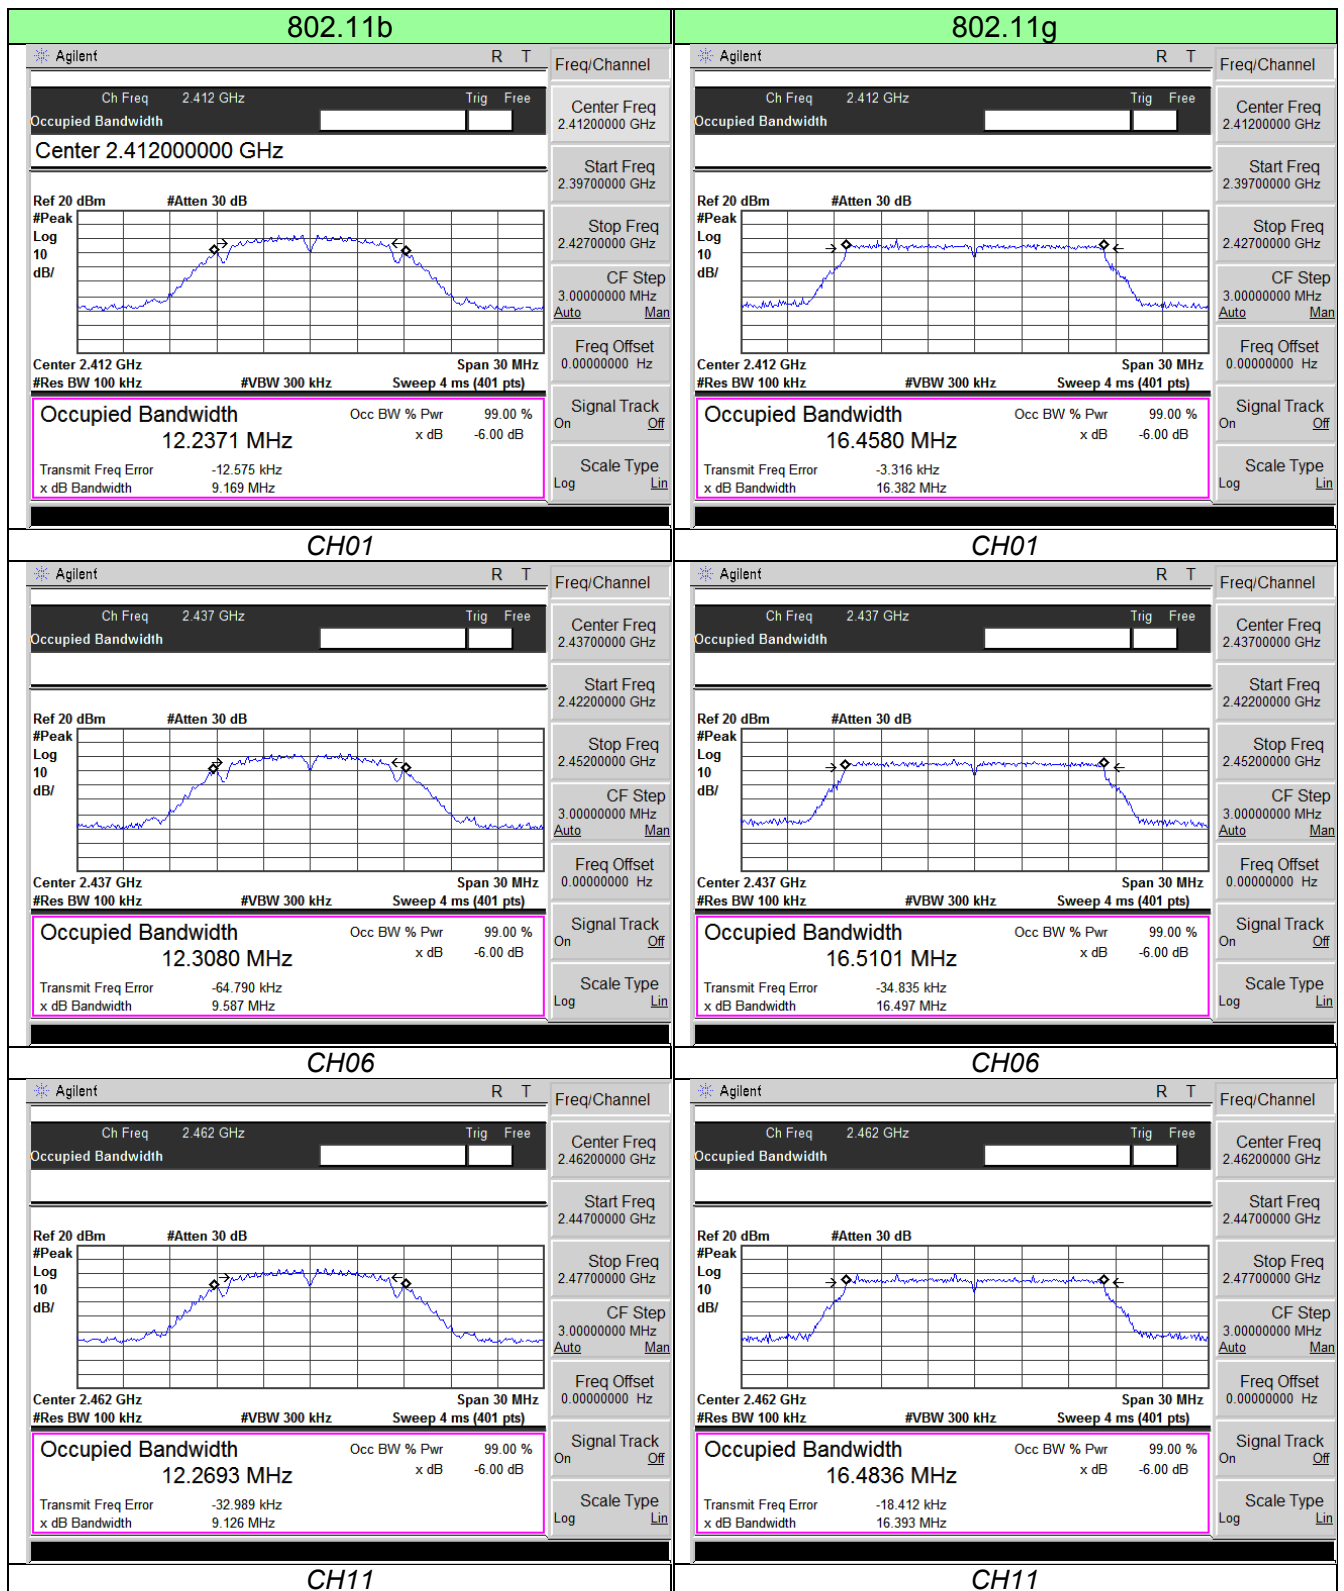 802.11b
802.11g
Agilent
R T
Freq/Channel
Ch Freq 2.412 GHz
Trig Free
Occupied Bandwidth
Center 2.412000000 GHz
Center Freq
2.41200000 GHz
Start Freq
2.39700000 GHz
Stop Freq
2.42700000 GHz
CF Step
3.00000000 MHz
Auto Man
Freq Offset
0.00000000 Hz
Signal Track
On Off
Scale Type
Log Lin
Ref 20 dBm #Atten 30 dB
#Peak
Log
10
dB/
Center 2.412 GHz Span 30 MHz
#Res BW 100 kHz #VBW 300 kHz Sweep 4 ms (401 pts)
Occupied Bandwidth Occ BW % Pwr 99.00 %
12.2371 MHz x dB -6.00 dB
Transmit Freq Error -12.575 kHz
x dB Bandwidth 9.169 MHz
CH01
Agilent
R T
Freq/Channel
Ch Freq 2.412 GHz
Trig Free
Occupied Bandwidth
Center Freq
2.41200000 GHz
Start Freq
2.39700000 GHz
Stop Freq
2.42700000 GHz
CF Step
3.00000000 MHz
Auto Man
Freq Offset
0.00000000 Hz
Signal Track
On Off
Scale Type
Log Lin
Ref 20 dBm #Atten 30 dB
#Peak
Log
10
dB/
Center 2.412 GHz Span 30 MHz
#Res BW 100 kHz #VBW 300 kHz Sweep 4 ms (401 pts)
Occupied Bandwidth Occ BW % Pwr 99.00 %
16.4580 MHz x dB -6.00 dB
Transmit Freq Error -3.316 kHz
x dB Bandwidth 16.382 MHz
CH01
Agilent
R T
Freq/Channel
Ch Freq 2.437 GHz
Trig Free
Occupied Bandwidth
Center Freq
2.43700000 GHz
Start Freq
2.42200000 GHz
Stop Freq
2.45200000 GHz
CF Step
3.00000000 MHz
Auto Man
Freq Offset
0.00000000 Hz
Signal Track
On Off
Scale Type
Log Lin
Ref 20 dBm #Atten 30 dB
#Peak
Log
10
dB/
Center 2.437 GHz Span 30 MHz
#Res BW 100 kHz #VBW 300 kHz Sweep 4 ms (401 pts)
Occupied Bandwidth Occ BW % Pwr 99.00 %
12.3080 MHz x dB -6.00 dB
Transmit Freq Error -64.790 kHz
x dB Bandwidth 9.587 MHz
CH06
Agilent
R T
Freq/Channel
Ch Freq 2.437 GHz
Trig Free
Occupied Bandwidth
Center Freq
2.43700000 GHz
Start Freq
2.42200000 GHz
Stop Freq
2.45200000 GHz
CF Step
3.00000000 MHz
Auto Man
Freq Offset
0.00000000 Hz
Signal Track
On Off
Scale Type
Log Lin
Ref 20 dBm #Atten 30 dB
#Peak
Log
10
dB/
Center 2.437 GHz Span 30 MHz
#Res BW 100 kHz #VBW 300 kHz Sweep 4 ms (401 pts)
Occupied Bandwidth Occ BW % Pwr 99.00 %
16.5101 MHz x dB -6.00 dB
Transmit Freq Error -34.835 kHz
x dB Bandwidth 16.497 MHz
CH06
Agilent
R T
Freq/Channel
Ch Freq 2.462 GHz
Trig Free
Occupied Bandwidth
Center Freq
2.46200000 GHz
Start Freq
2.44700000 GHz
Stop Freq
2.47700000 GHz
CF Step
3.00000000 MHz
Auto Man
Freq Offset
0.00000000 Hz
Signal Track
On Off
Scale Type
Log Lin
Ref 20 dBm #Atten 30 dB
#Peak
Log
10
dB/
Center 2.462 GHz Span 30 MHz
#Res BW 100 kHz #VBW 300 kHz Sweep 4 ms (401 pts)
Occupied Bandwidth Occ BW % Pwr 99.00 %
12.2693 MHz x dB -6.00 dB
Transmit Freq Error -32.989 kHz
x dB Bandwidth 9.126 MHz
CH11
Agilent
R T
Freq/Channel
Ch Freq 2.462 GHz
Trig Free
Occupied Bandwidth
Center Freq
2.46200000 GHz
Start Freq
2.44700000 GHz
Stop Freq
2.47700000 GHz
CF Step
3.00000000 MHz
Auto Man
Freq Offset
0.00000000 Hz
Signal Track
On Off
Scale Type
Log Lin
Ref 20 dBm #Atten 30 dB
#Peak
Log
10
dB/
Center 2.462 GHz Span 30 MHz
#Res BW 100 kHz #VBW 300 kHz Sweep 4 ms (401 pts)
Occupied Bandwidth Occ BW % Pwr 99.00 %
16.4836 MHz x dB -6.00 dB
Transmit Freq Error -18.412 kHz
x dB Bandwidth 16.393 MHz
CH11